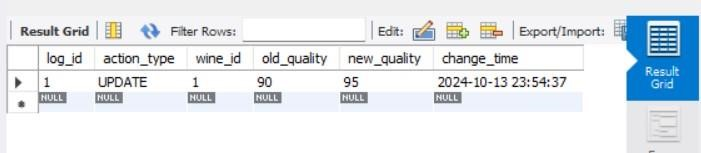 Result Grid Filter Rows: Edit: Export/Import:
log_id action_type wine_id old_quality new_quality change_time
1 UPDATE 1 90 95 2024-10-13 23:54:37
NULL NULL NULL NULL NULL NULL
Result
Grid